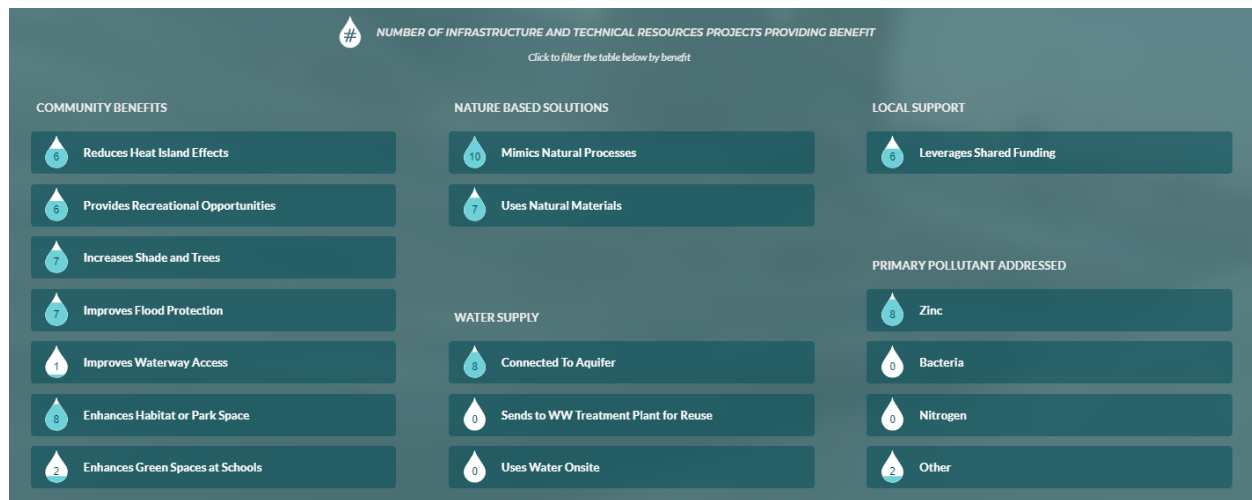 #
NUMBER OF INFRASTRUCTURE AND TECHNICAL RESOURCES PROJECTS PROVIDING BENEFIT
Click to filter the table below by benefit
COMMUNITY BENEFITS
6 Reduces Heat Island Effects
6 Provides Recreational Opportunities
7 Increases Shade and Trees
7 Improves Flood Protection
1 Improves Waterway Access
8 Enhances Habitat or Park Space
2 Enhances Green Spaces at Schools
NATURE BASED SOLUTIONS
10 Mimics Natural Processes
7 Uses Natural Materials
WATER SUPPLY
8 Connected To Aquifer
0 Sends to WW Treatment Plant for Reuse
0 Uses Water Onsite
LOCAL SUPPORT
6 Leverages Shared Funding
PRIMARY POLLUTANT ADDRESSED
8 Zinc
0 Bacteria
0 Nitrogen
2 Other